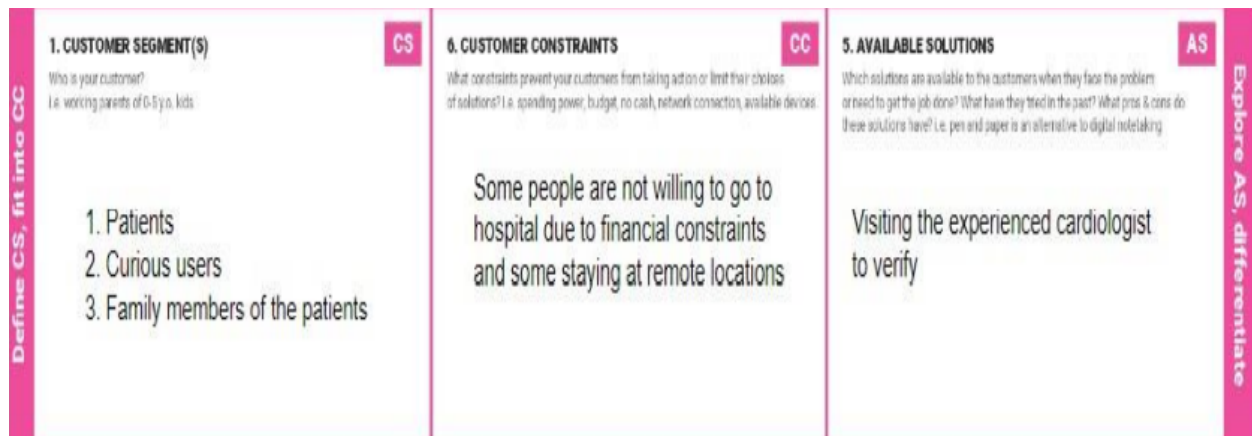 Define CS, fit into CC
1. CUSTOMER SEGMENT(S)
CS
Who is your customer?
i.e. working parents of 0-5 y.o. kids
1. Patients
2. Curious users
3. Family members of the patients
6. CUSTOMER CONSTRAINTS
CC
What constraints prevent your customers from taking action or limit their choices
of solutions? i.e. spending power, budget, no cash, network connection, available devices.
Some people are not willing to go to
hospital due to financial constraints
and some staying at remote locations
5. AVAILABLE SOLUTIONS
AS
Which solutions are available to the customers when they face the problem
or need to get the job done? What have they tried in the past? What pros & cons do
these solutions have? i.e. pen and paper is an alternative to digital notetaking
Visiting the experienced cardiologist
to verify
Explore AS, differentiate